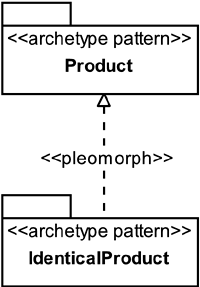 <<archetype pattern>>
Product
<<pleomorph>>
<<archetype pattern>>
IdenticalProduct